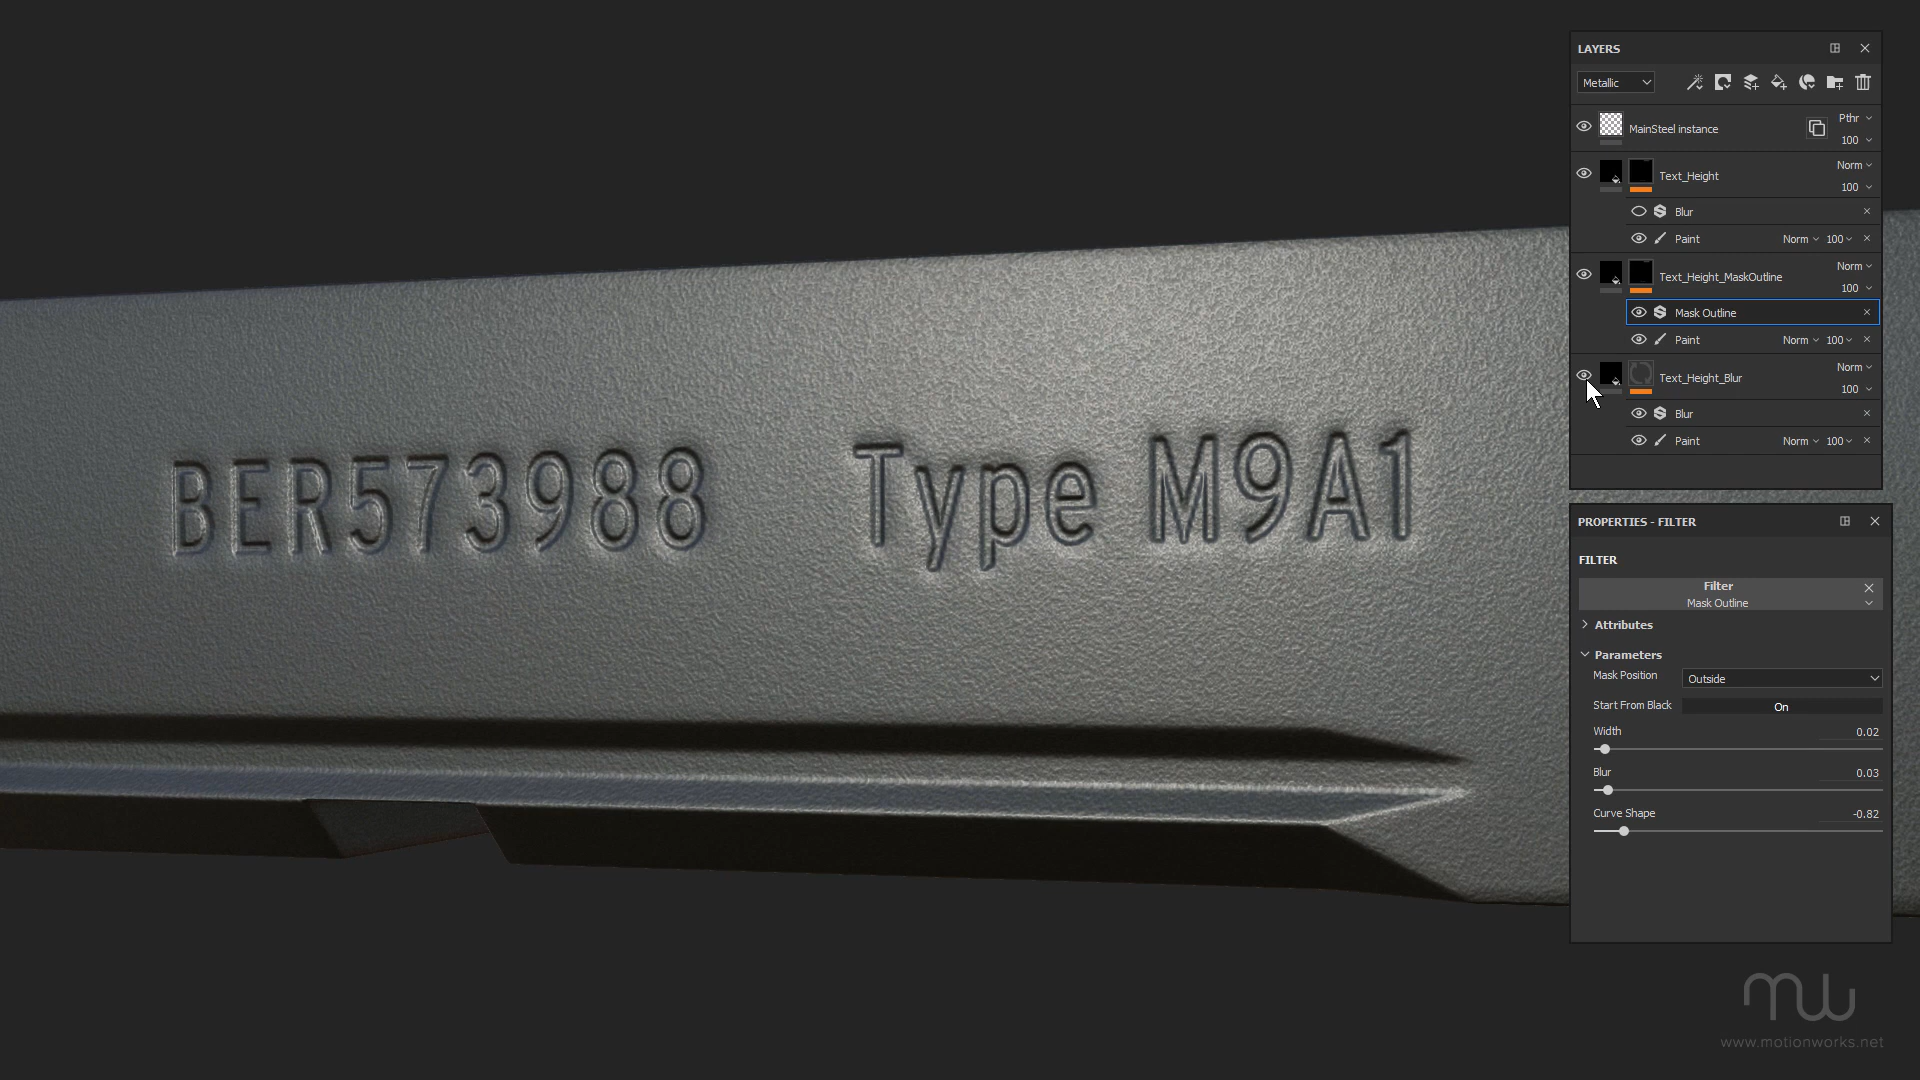 LAYERS
Metallic
MainSteel instance
Pthr
100
Text_Height
Norm
100
Blur
Paint Norm 100
Text_Height_MaskOutline
Norm
100
Mask Outline
Paint Norm 100
Text_Height_Blur
Norm
100
Blur
Paint Norm 100
BER573988 Type M9A1
PROPERTIES - FILTER
FILTER
Filter
Mask Outline
Attributes
Parameters
Mask Position Outside
Start From Black On
Width 0.02
Blur 0.03
Curve Shape -0.82
mw
www.motionworks.net